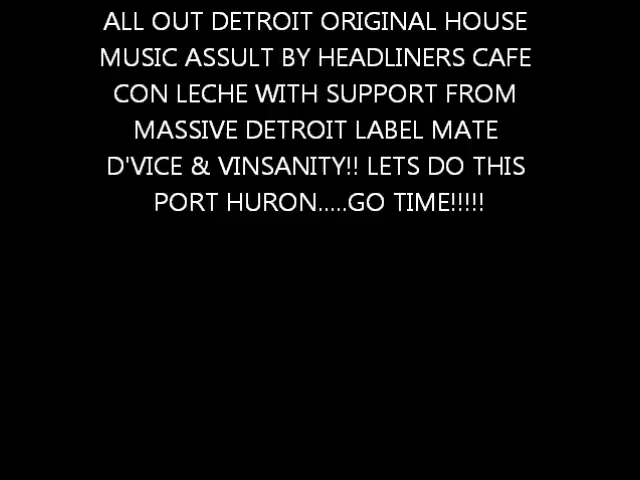 ALL OUT DETROIT ORIGINAL HOUSE
MUSIC ASSULT BY HEADLINERS CAFE
CON LECHE WITH SUPPORT FROM
MASSIVE DETROIT LABEL MATE
D'VICE & VINSANITY!! LETS DO THIS
PORT HURON.....GO TIME!!!!!